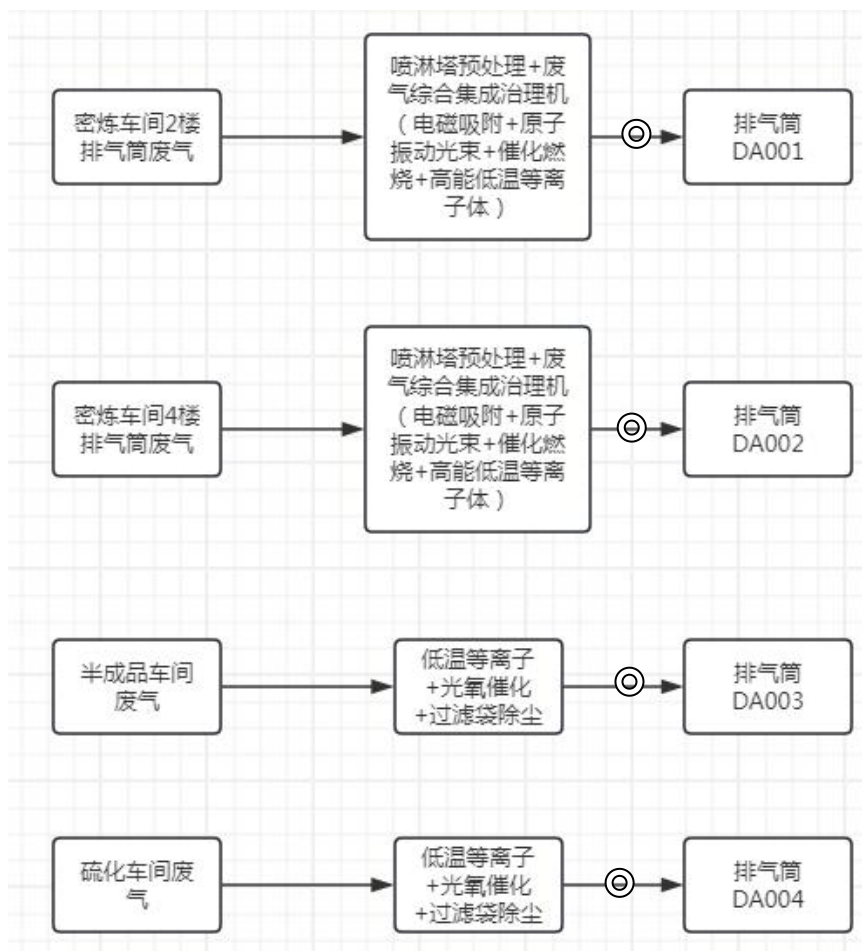 密炼车间2楼
排气筒废气
喷淋塔预处理+废
气综合集成治理机
（电磁吸附+原子
振动光束+催化燃
烧+高能低温等离
子体）
排气筒
DA001
密炼车间4楼
排气筒废气
喷淋塔预处理+废
气综合集成治理机
（电磁吸附+原子
振动光束+催化燃
烧+高能低温等离
子体）
排气筒
DA002
半成品车间
废气
低温等离子
+光氧催化
+过滤袋除尘
排气筒
DA003
硫化车间废
气
低温等离子
+光氧催化
+过滤袋除尘
排气筒
DA004